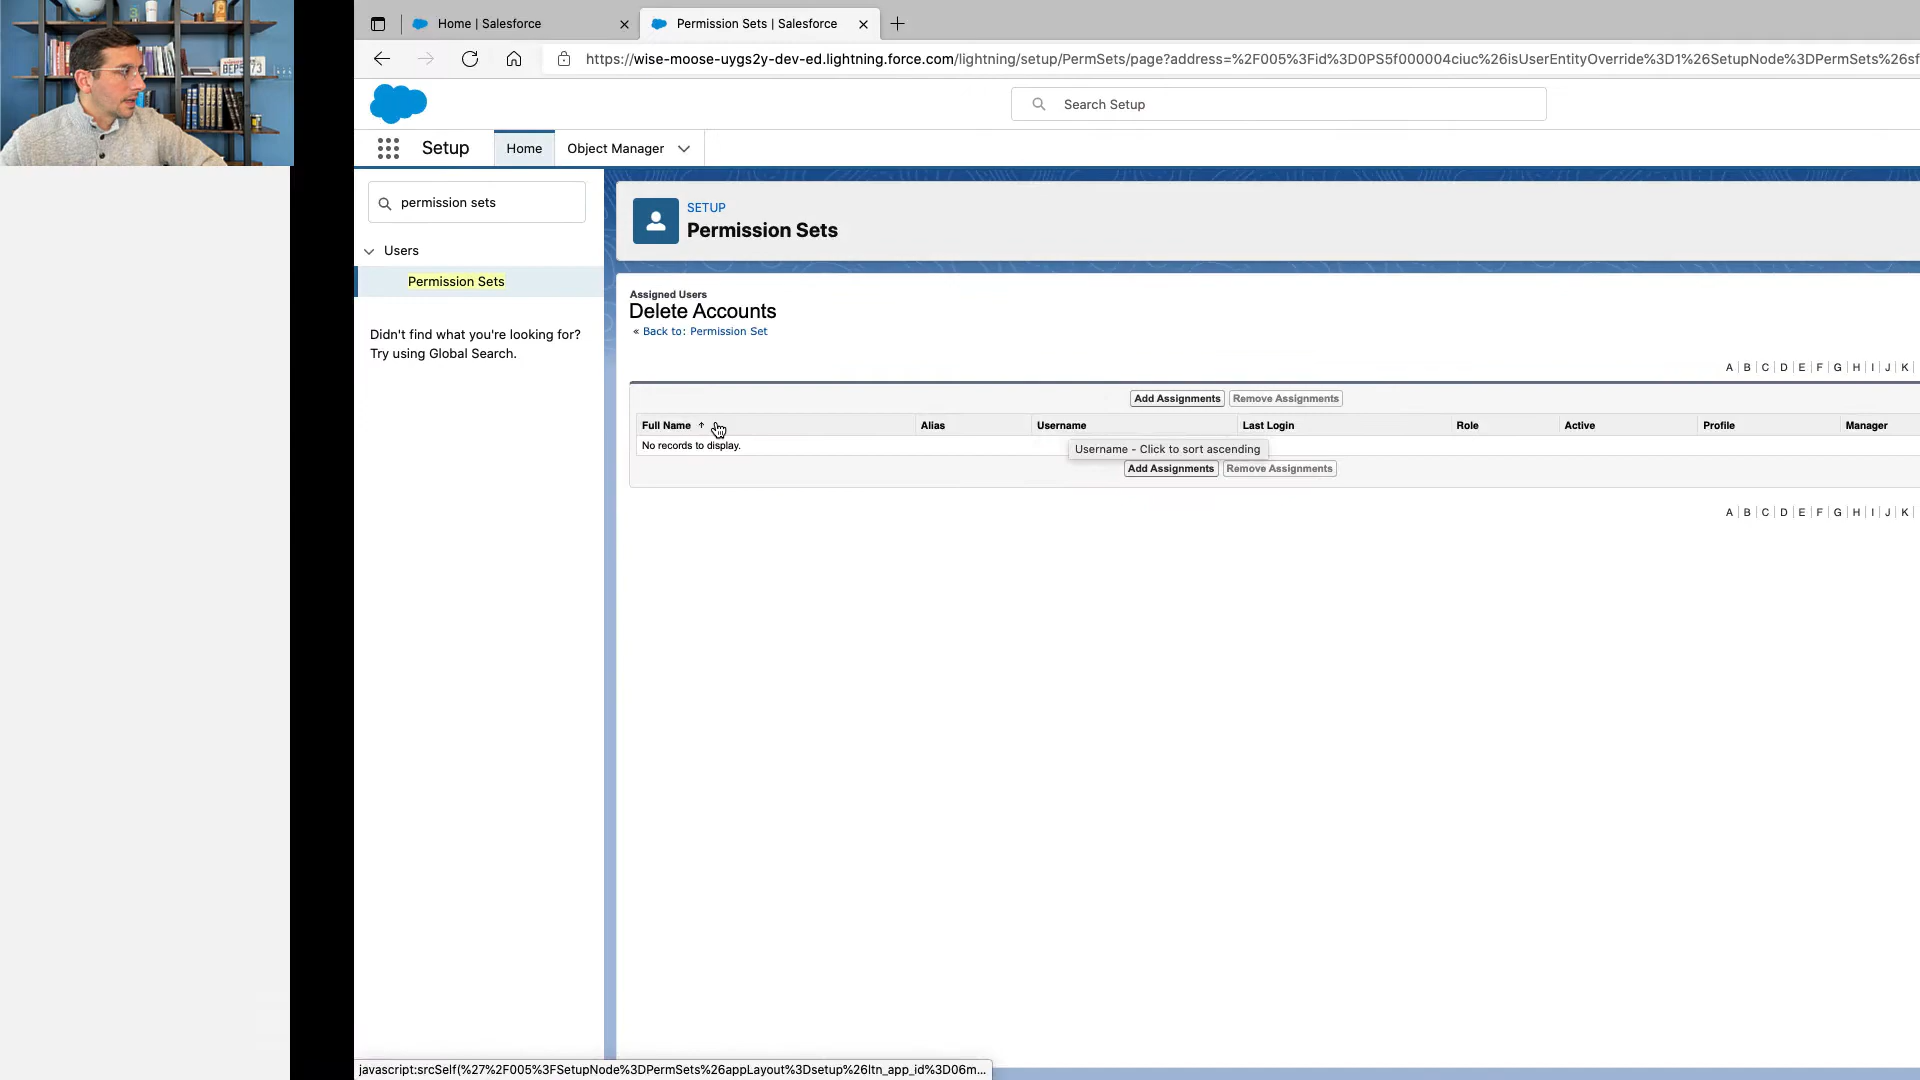 Home | Salesforce
Permission Sets | Salesforce
https://wise-moose-uygs2y-dev-ed.lightning.force.com/lightning/setup/PermSets/page?address=%2F005%3Fid%3D0PS5f000004ciuc%26isUserEntityOverride%3D1%26SetupNode%3DPermSets%26sf
Search Setup
Setup
Home
Object Manager
permission sets
Users
Permission Sets
Didn't find what you're looking for?
Try using Global Search.
SETUP
Permission Sets
Assigned Users
Delete Accounts
« Back to: Permission Set
A | B | C | D | E | F | G | H | I | J | K |
Add Assignments Remove Assignments
Full Name Alias Username Last Login Role Active Profile Manager
No records to display.
Username - Click to sort ascending
Add Assignments Remove Assignments
A | B | C | D | E | F | G | H | I | J | K |
javascript:srcSelf(%27%2F005%3FSetupNode%3DPermSets%26appLayout%3Dsetup%26ltn_app_id%3D06m...